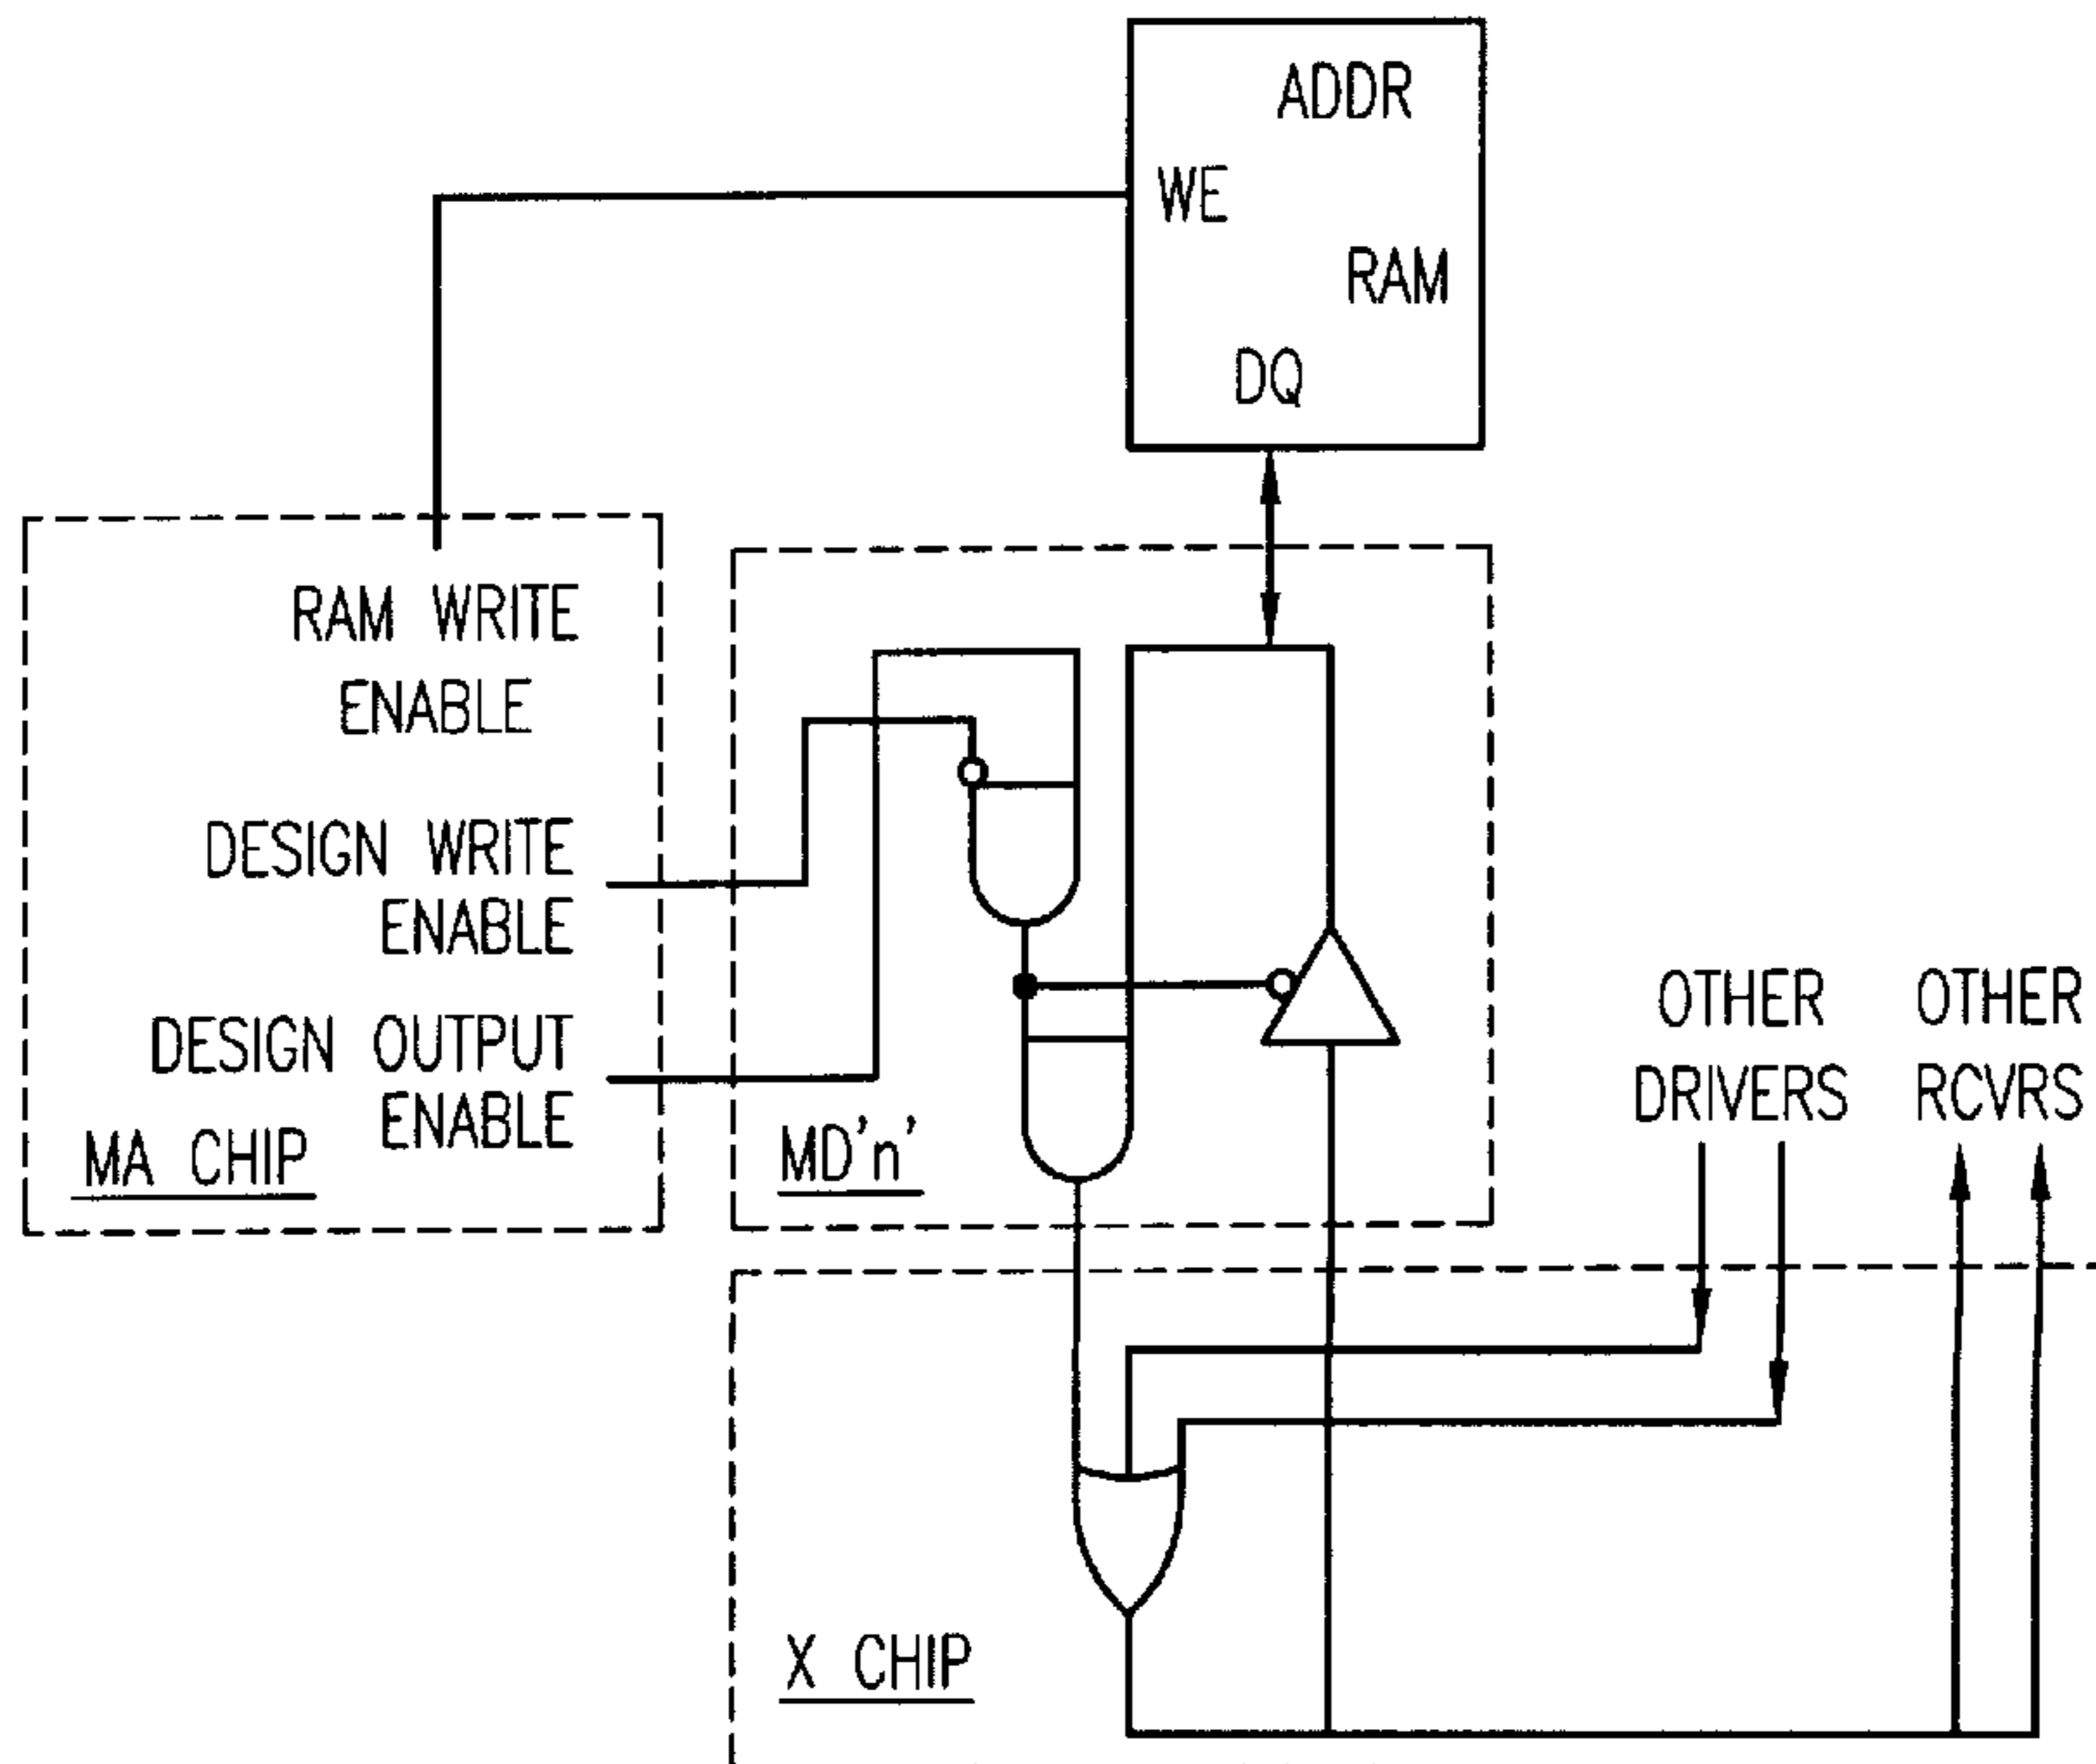 ADDR
WE
RAM
DQ
RAM WRITE
ENABLE
DESIGN WRITE
ENABLE
DESIGN OUTPUT
ENABLE
MA CHIP
MD'n'
OTHER
DRIVERS
OTHER
RCVRS
X CHIP